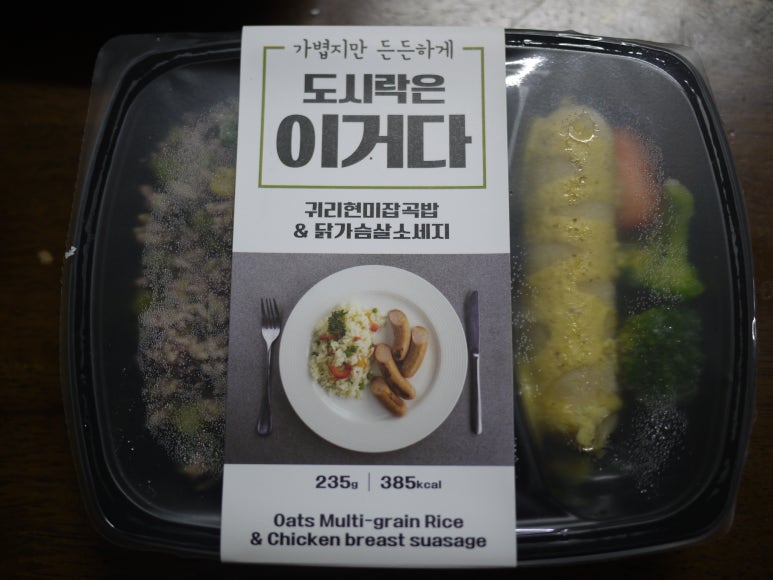 가볍지만 든든하게
도시락은
이거다
귀리현미잡곡밥
& 닭가슴살소세지
235g | 385kcal
Oats Multi-grain Rice
& Chicken breast suasage